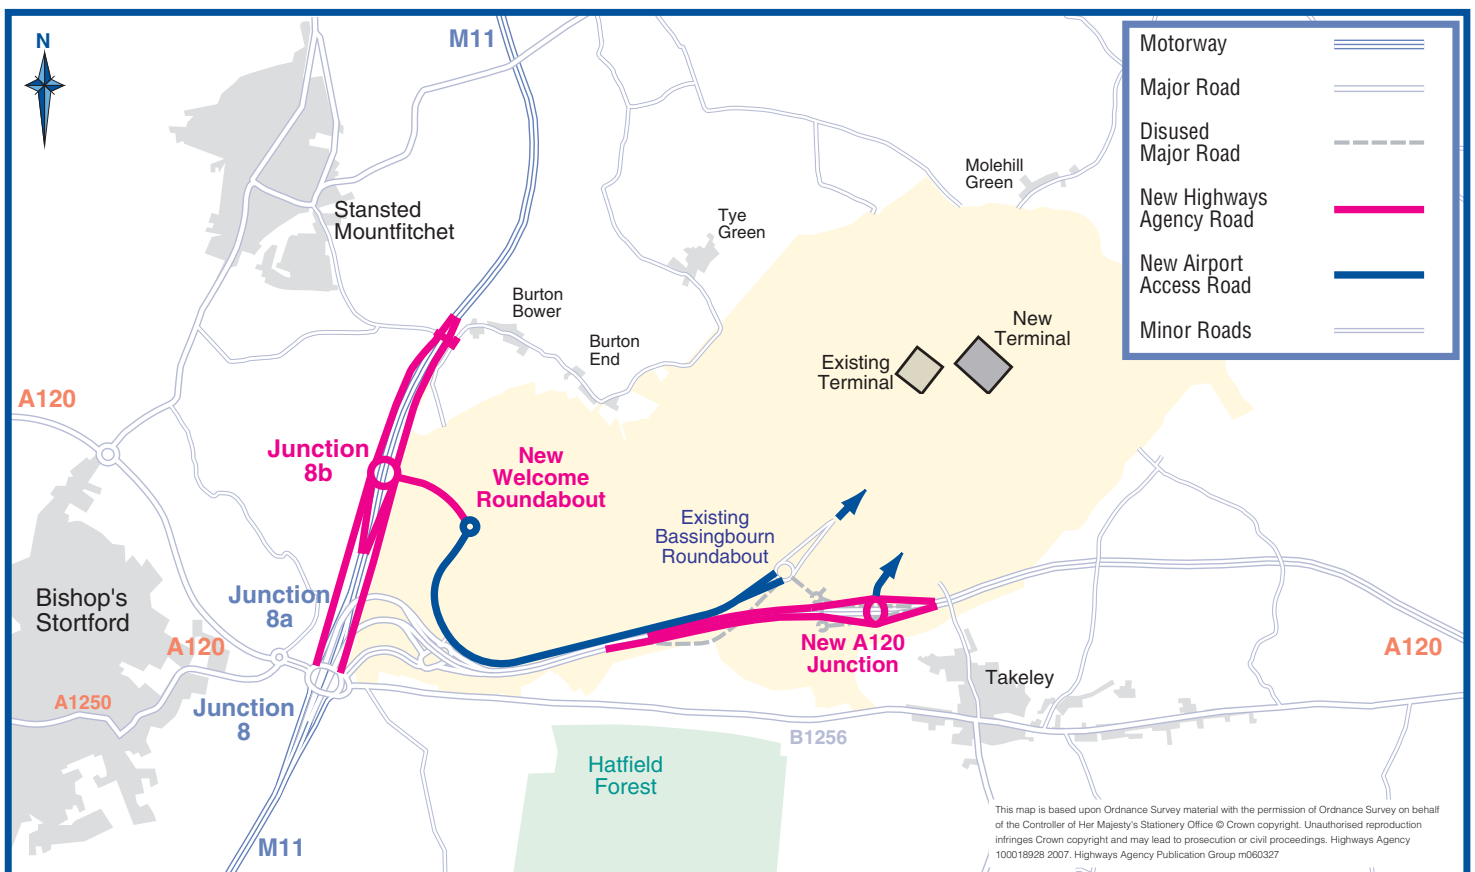 N
M11
Motorway
Major Road
Disused
Major Road
New Highways
Agency Road
New Airport
Access Road
Minor Roads
Molehill
Green
Stansted
Mountfitchet
Tye
Green
Burton
Bower
Burton
End
New
Terminal
Existing
Terminal
A120
Junction
8b
New
Welcome
Roundabout
Existing
Bassingbourn
Roundabout
Bishop's
Stortford
Junction
8a
A120
New A120
Junction
A120
Takeley
A1250
Junction
8
B1256
Hatfield
Forest
M11
This map is based upon Ordnance Survey material with the permission of Ordnance Survey on behalf
of the Controller of Her Majesty's Stationery Office © Crown copyright. Unauthorised reproduction
infringes Crown copyright and may lead to prosecution or civil proceedings. Highways Agency
100018928 2007. Highways Agency Publication Group m060327